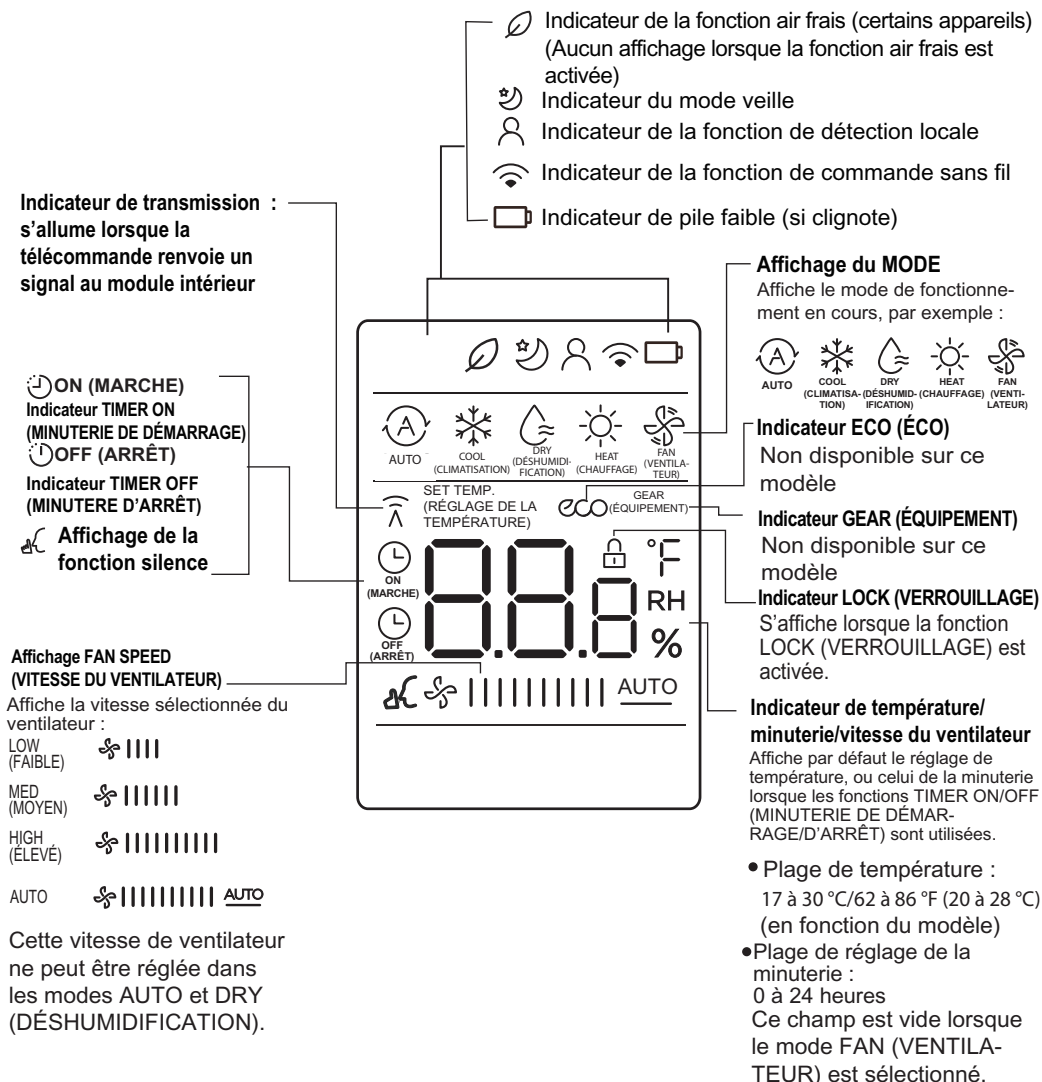 Indicateur de la fonction air frais (certains appareils)
(Aucun affichage lorsque la fonction air frais est
activée)
Indicateur du mode veille
Indicateur de la fonction de détection locale
Indicateur de la fonction de commande sans fil
Indicateur de pile faible (si clignote)
Indicateur de transmission :
s’allume lorsque la
télécommande renvoie un
signal au module intérieur
ON (MARCHE)
Indicateur TIMER ON
(MINUTERIE DE DÉMARRAGE)
OFF (ARRÊT)
Indicateur TIMER OFF
(MINUTERE D’ARRÊT)
Affichage de la
fonction silence
Affichage FAN SPEED
(VITESSE DU VENTILATEUR)
Affiche la vitesse sélectionnée du
ventilateur :
LOW
(FAIBLE)
MED
(MOYEN)
HIGH
(ÉLEVÉ)
AUTO
AUTO
Cette vitesse de ventilateur
ne peut être réglée dans
les modes AUTO et DRY
(DÉSHUMIDIFICATION).
A
AUTO
COOL
(CLIMATISATION)
DRY
(DÉSHUMIDI-
FICATION)
HEAT
(CHAUFFAGE)
FAN
(VENTILA-
TEUR)
SET TEMP.
(RÉGLAGE DE LA
TEMPÉRATURE)
eco
GEAR
(ÉQUIPEMENT)
ON
(MARCHE)
OFF
(ARRÊT)
88.8
°F
RH
%
AUTO
Affichage du MODE
Affiche le mode de fonctionne-
ment en cours, par exemple :
A
AUTO
COOL
(CLIMATISA-
TION)
DRY
(DÉSHUMID-
IFICATION)
HEAT
(CHAUFFAGE)
FAN
(VENTI-
LATEUR)
Indicateur ECO (ÉCO)
Non disponible sur ce
modèle
Indicateur GEAR (ÉQUIPEMENT)
Non disponible sur ce
modèle
Indicateur LOCK (VERROUILLAGE)
S’affiche lorsque la fonction
LOCK (VERROUILLAGE) est
activée.
Indicateur de température/
minuterie/vitesse du ventilateur
Affiche par défaut le réglage de
température, ou celui de la minuterie
lorsque les fonctions TIMER ON/OFF
(MINUTERIE DE DÉMAR-
RAGE/D’ARRÊT) sont utilisées.
• Plage de température :
17 à 30 °C/62 à 86 °F (20 à 28 °C)
(en fonction du modèle)
•Plage de réglage de la
minuterie :
0 à 24 heures
Ce champ est vide lorsque
le mode FAN (VENTILA-
TEUR) est sélectionné.